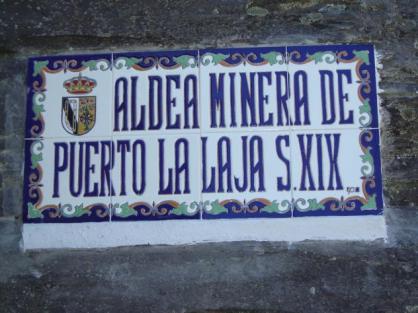 ALDEA MINERA DE
PUERTO LA LAJA S.XIX